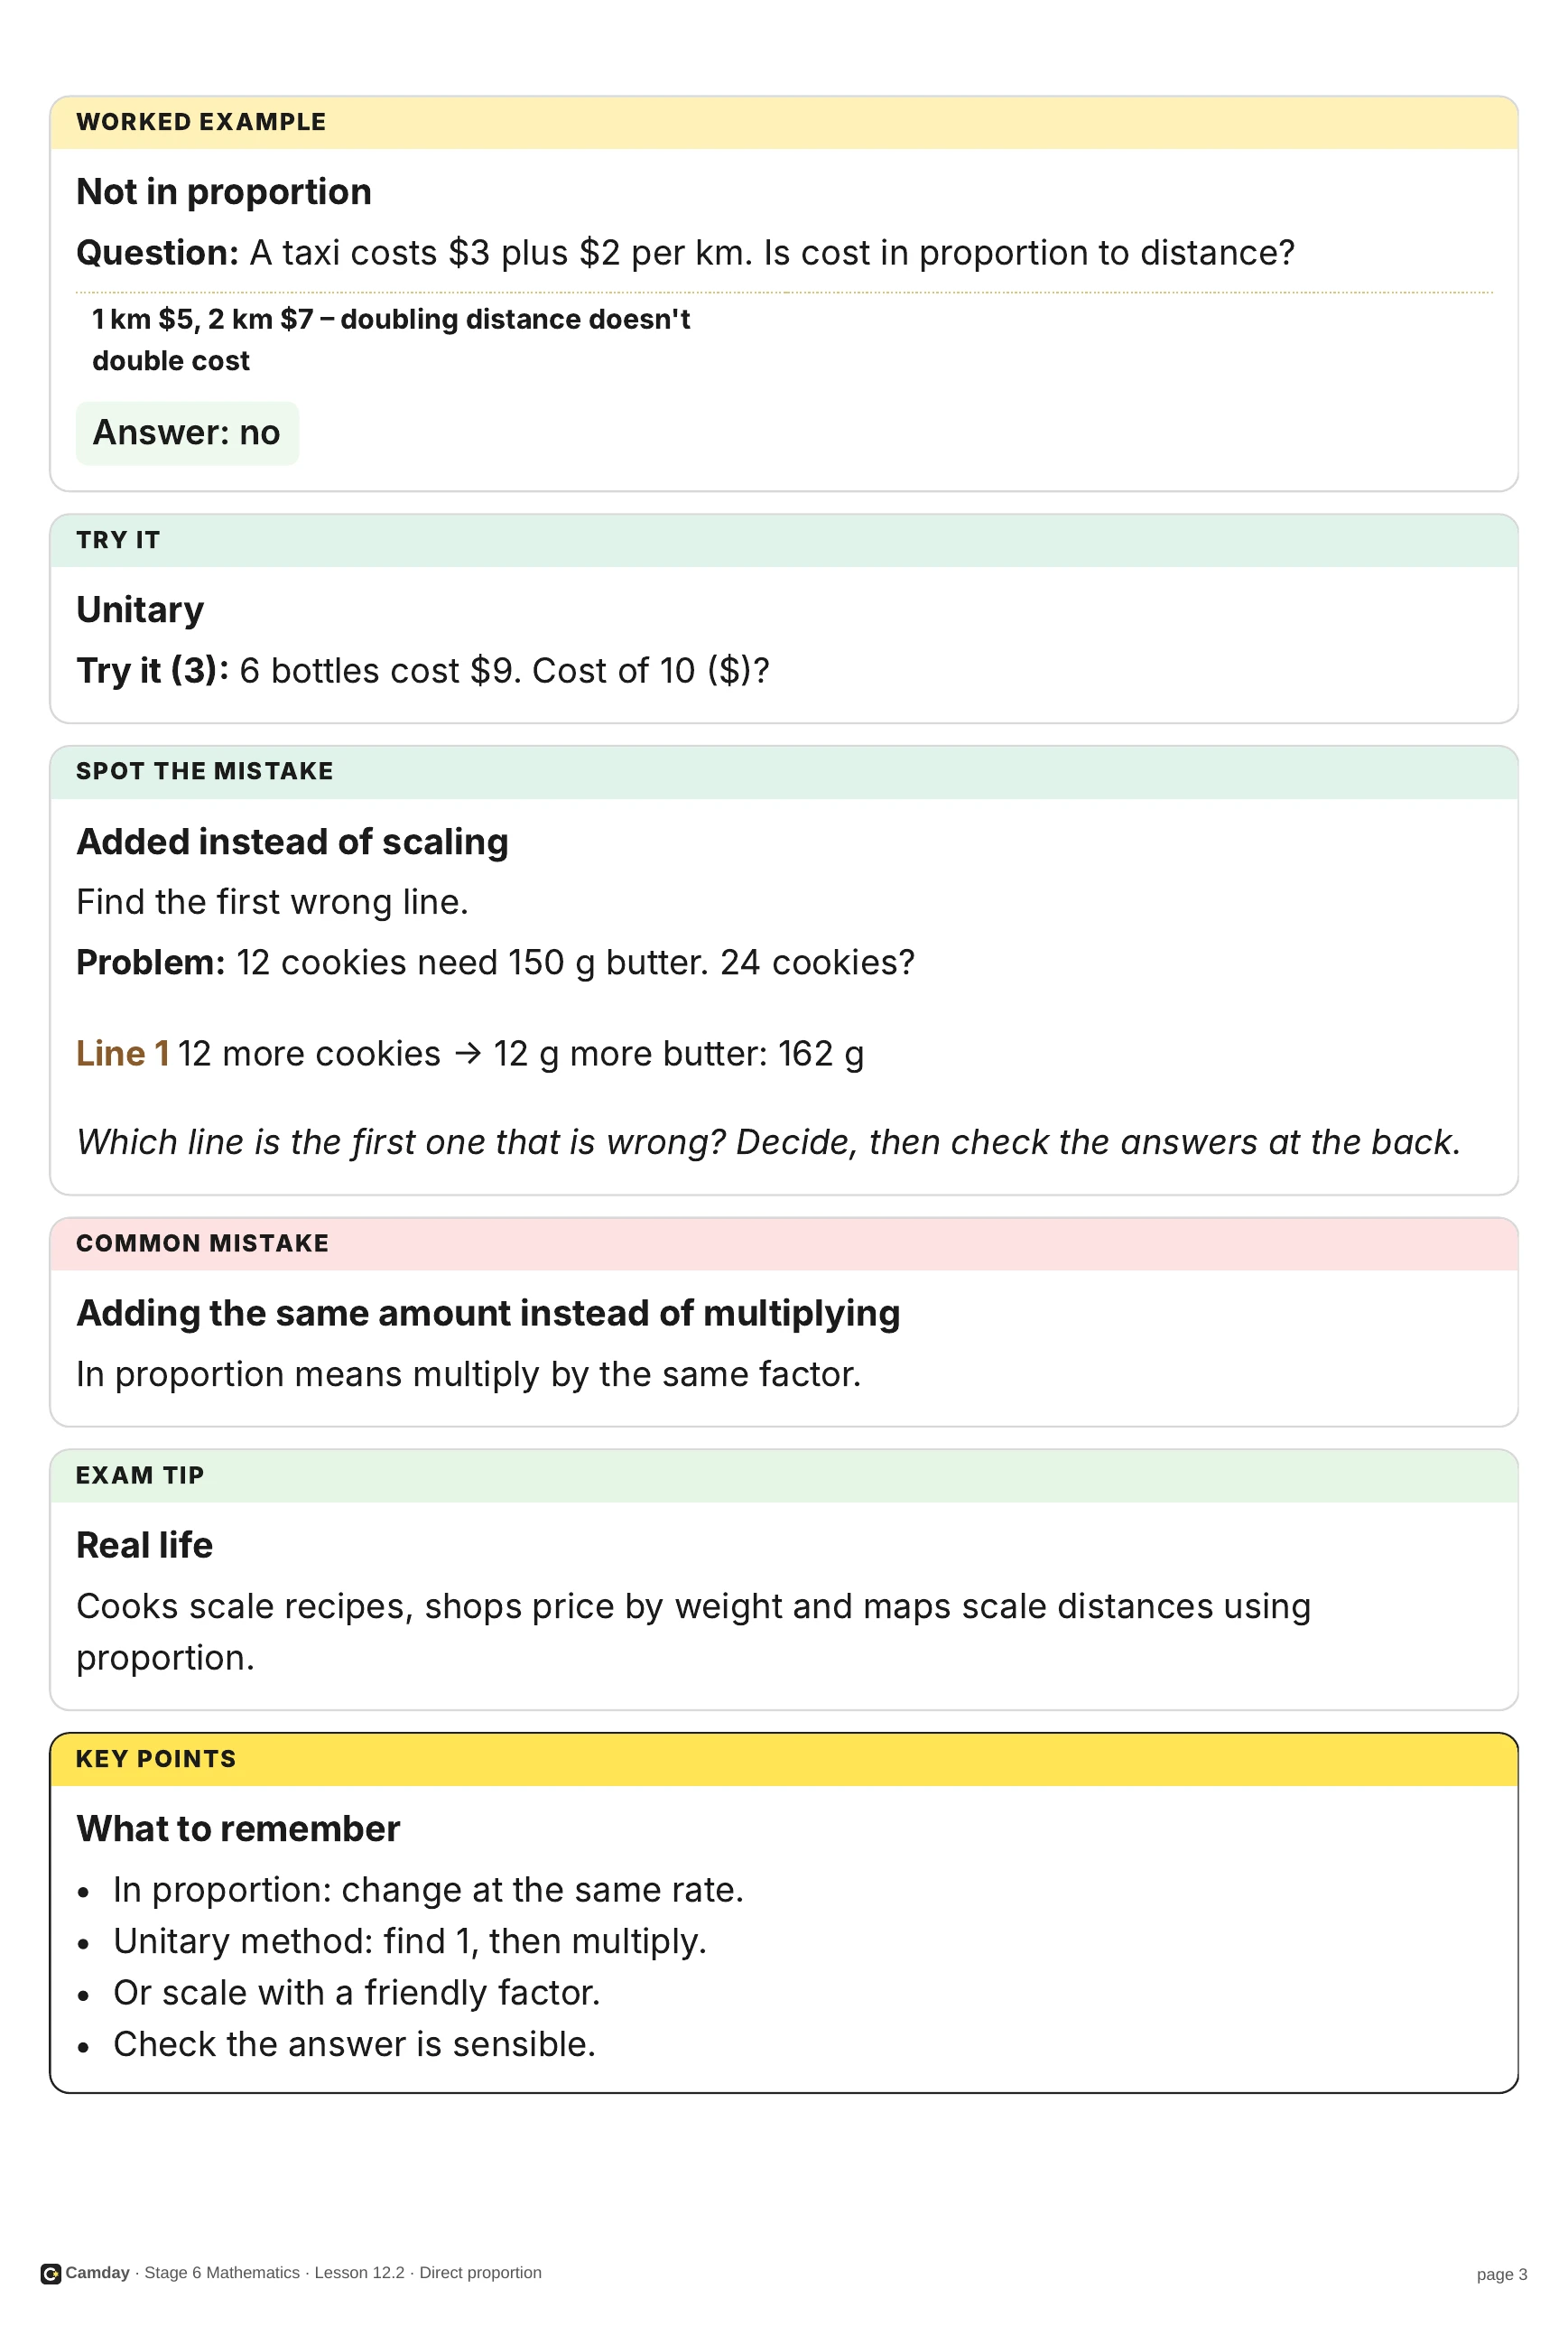 WORKED EXAMPLE
Not in proportion
Question: A taxi costs $3 plus $2 per km. Is cost in proportion to distance?
1 km $5, 2 km $7 – doubling distance doesn't
double cost
Answer: no
TRY IT
Unitary
Try it (3): 6 bottles cost $9. Cost of 10 ($)?
SPOT THE MISTAKE
Added instead of scaling
Find the first wrong line.
Problem: 12 cookies need 150 g butter. 24 cookies?
Line 1 12 more cookies → 12 g more butter: 162 g
Which line is the first one that is wrong? Decide, then check the answers at the back.
COMMON MISTAKE
Adding the same amount instead of multiplying
In proportion means multiply by the same factor.
EXAM TIP
Real life
Cooks scale recipes, shops price by weight and maps scale distances using
proportion.
KEY POINTS
What to remember
• In proportion: change at the same rate.
• Unitary method: find 1, then multiply.
• Or scale with a friendly factor.
• Check the answer is sensible.
Camday · Stage 6 Mathematics · Lesson 12.2 · Direct proportion
page 3